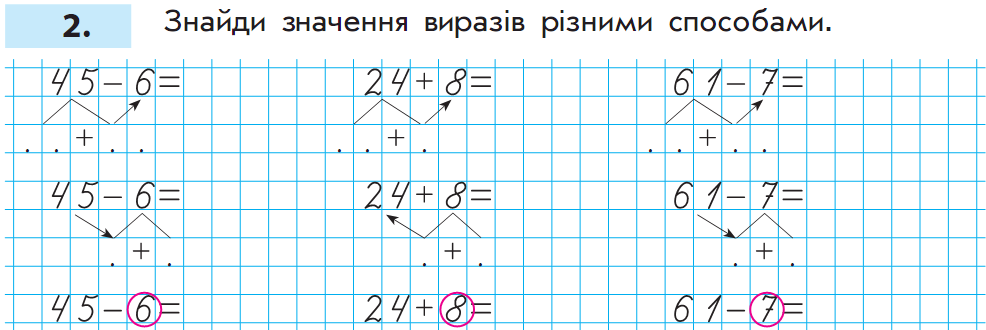 2. Знайди значення виразів різними способами.
45-6= 24+8= 61-7=
+ + +
. . . . . . . . . . .
45-6= 24+8= 61-7=
+ + +
. . . . . .
45-6= 24+8= 61-7=